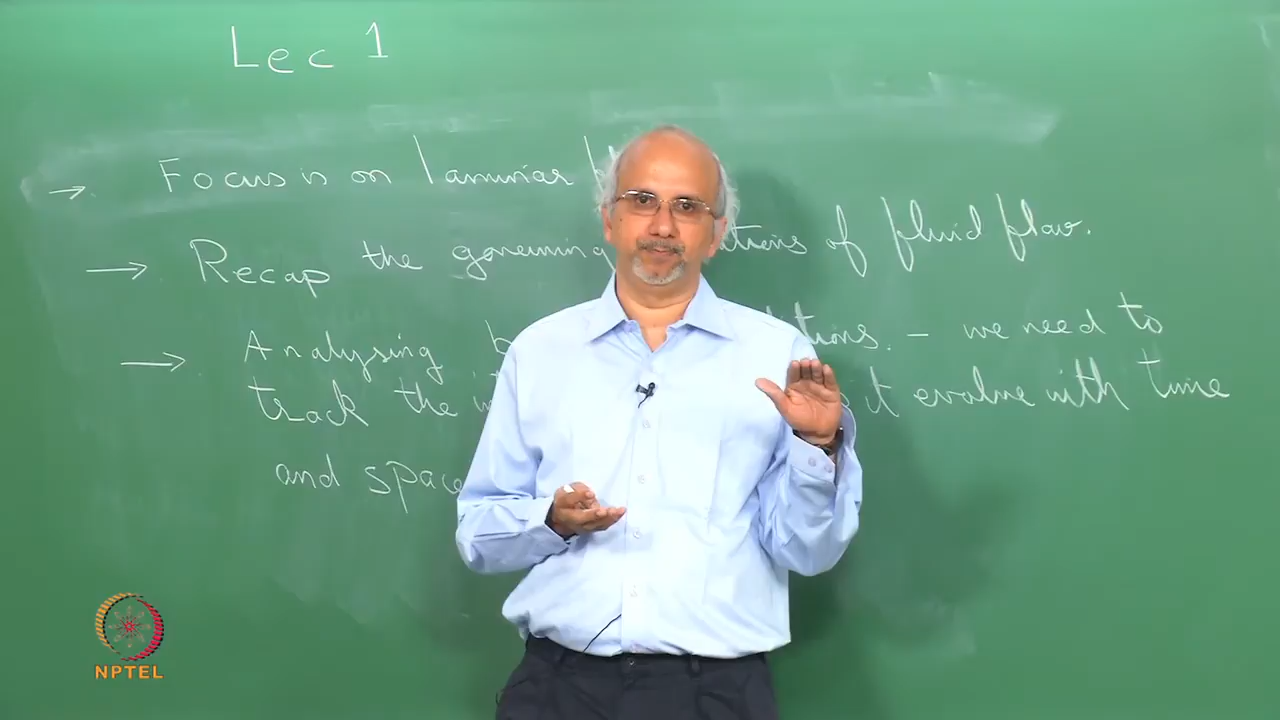 Lec 1
→ Focus is on laminar
→ Recap the governing of fluid flow.
→ Analysing - we need to
track the it evolve with time
and space
NPTEL